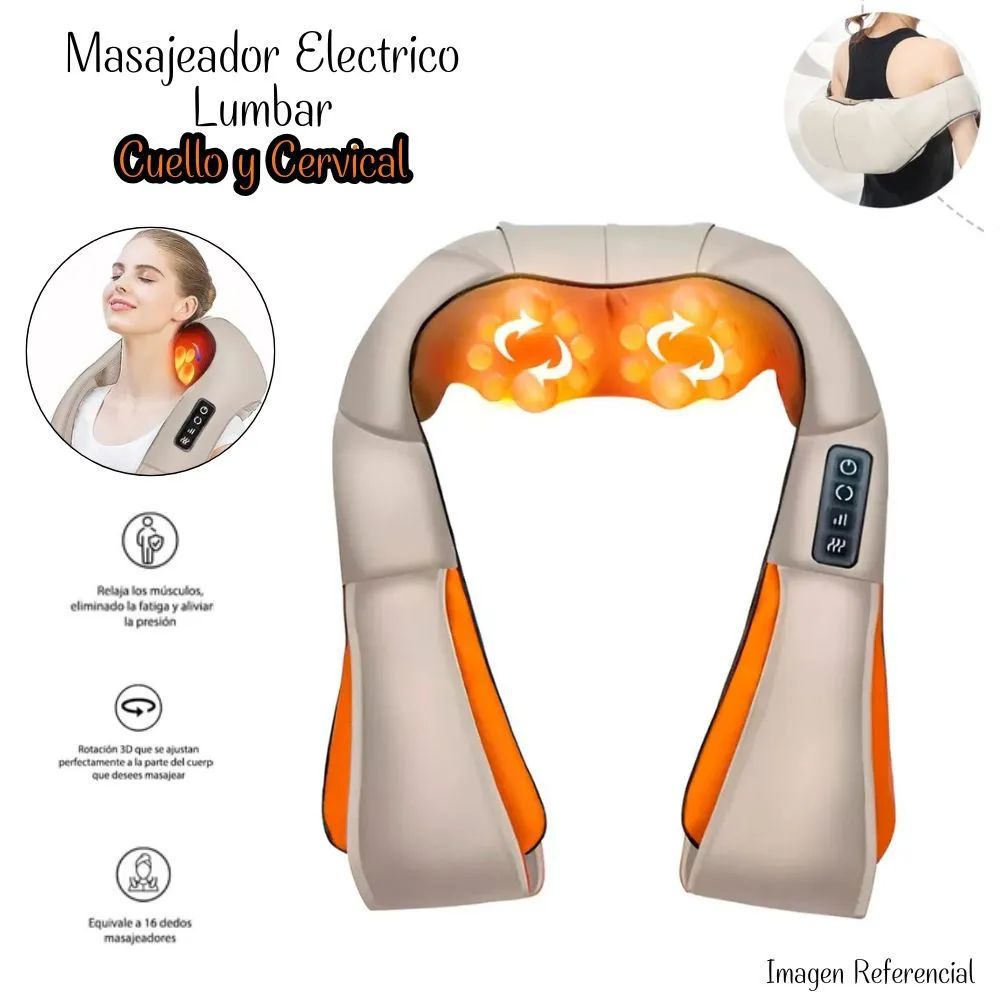 Masajeador Electrico
Lumbar
Cuello y Cervical
Relaja los músculos,
eliminado la fatiga y aliviar
la presión
Rotación 3D que se ajustan
perfectamente a la parte del cuerp
que desees masajear
Equivale a 16 dedos
masajeadores
Imagen Referencial